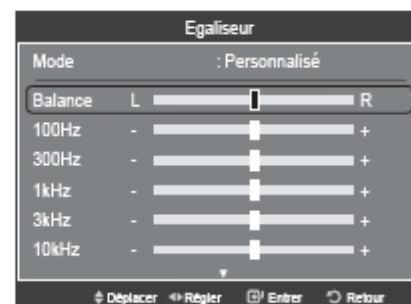 Egaliseur
Mode : Personnalisé
Balance L R
100Hz - +
300Hz - +
1kHz - +
3kHz - +
10kHz - +
Déplacer Régler Entrer Retour